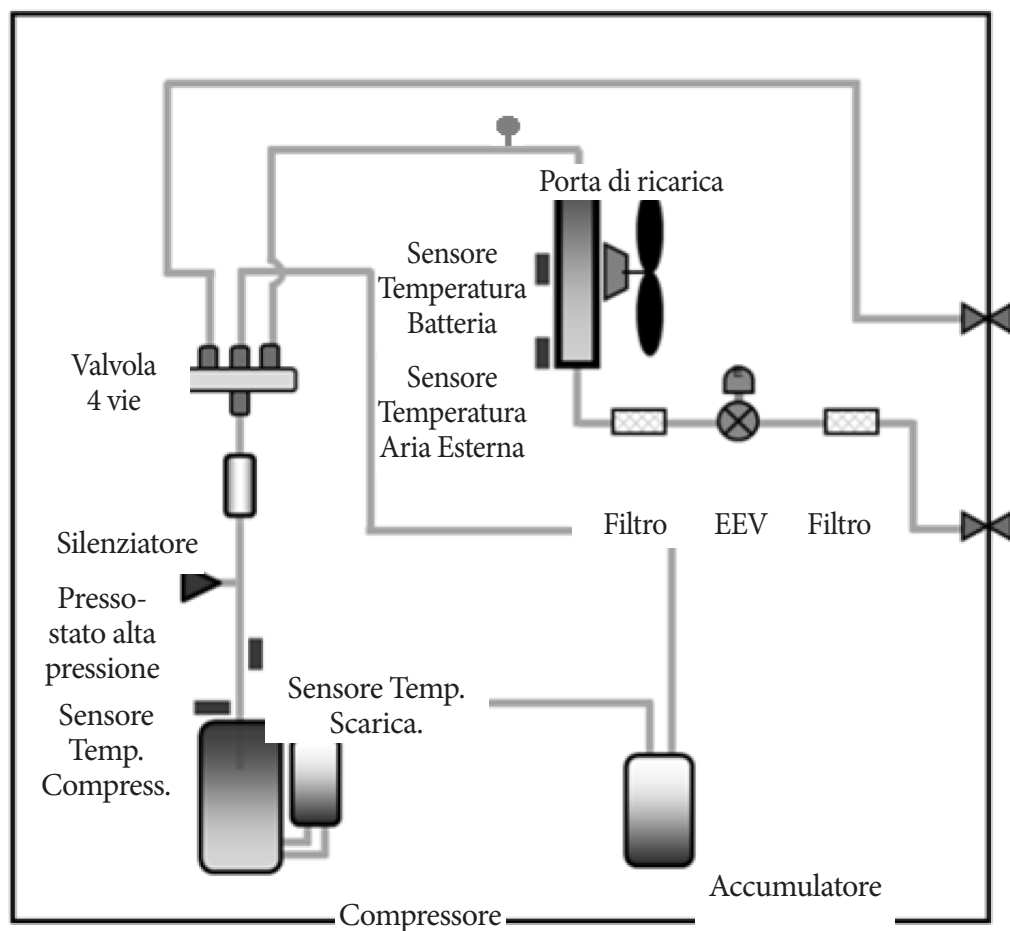 Porta di ricarica
Sensore
Temperatura
Batteria
Valvola
4 vie
Sensore
Temperatura
Aria Esterna
E
Filtro
EEV
Filtro
Silenziatore
Presso-
stato alta
pressione
Sensore Temp.
Scarica.
Sensore
Temp.
Compress.
Accumulatore
Compressore